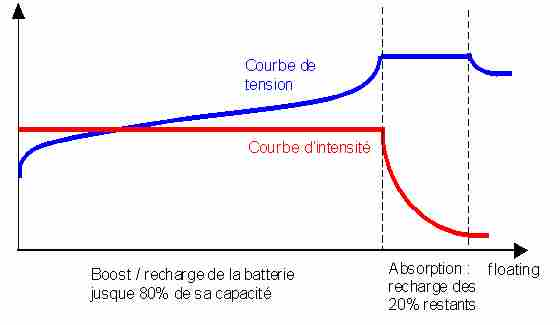 Courbe de
tension
Courbe d'intensité
Boost / recharge de la batterie
jusque 80% de sa capacité
Absorption :
recharge des
20% restants
floating